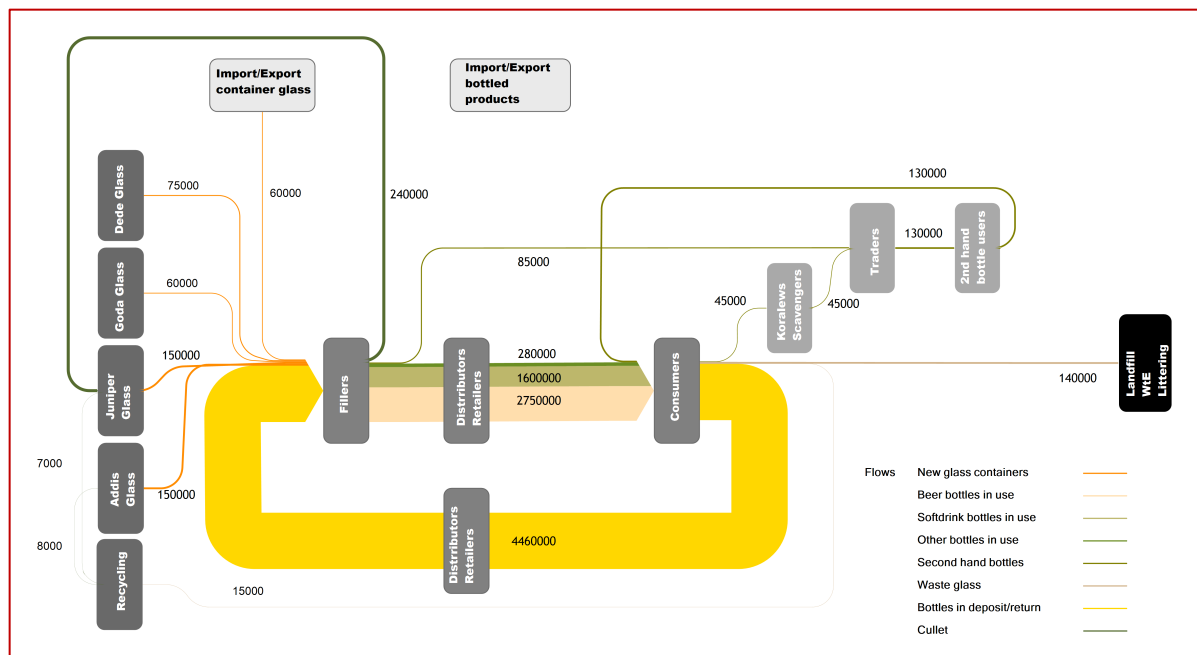 Import/Export
container glass
Import/Export
bottled
products
Dede Glass
75000
60000
240000
130000
Traders
130000
2nd hand
bottle users
Goda Glass
60000
85000
45000
Koralews
Scavengers
45000
Juniper
Glass
150000
Fillers
280000
1600000
2750000
Distrributors
Retailers
Consumers
140000
Landfill
WtE
Littering
7000
Addis
Glass
150000
8000
Recycling
15000
Distrributors
Retailers
4460000
Flows
New glass containers
Beer bottles in use
Softdrink bottles in use
Other bottles in use
Second hand bottles
Waste glass
Bottles in deposit/return
Cullet